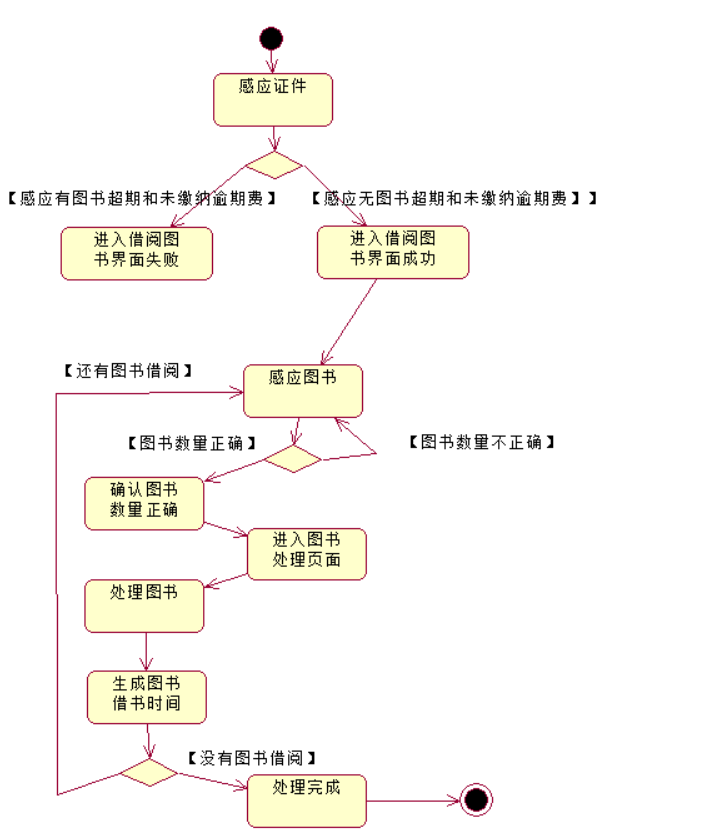 感应证件
【感应有图书超期和未缴纳逾期费】
【感应无图书超期和未缴纳逾期费】】
进入借阅图
书界面失败
进入借阅图
书界面成功
【还有图书借阅】
感应图书
【图书数量正确】
【图书数量不正确】
确认图书
数量正确
进入图书
处理页面
处理图书
生成图书
借书时间
【没有图书借阅】
处理完成